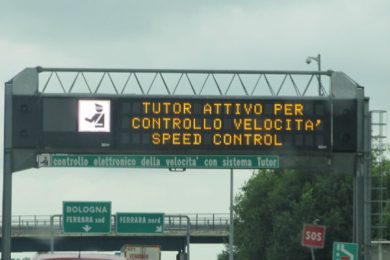 TUTOR ATTIVO PER
CONTROLLO VELOCITA'
SPEED CONTROL
controllo elettronico della velocità con sistema Tutor
BOLOGNA
FERRARA sud
FERRARA nord
SOS